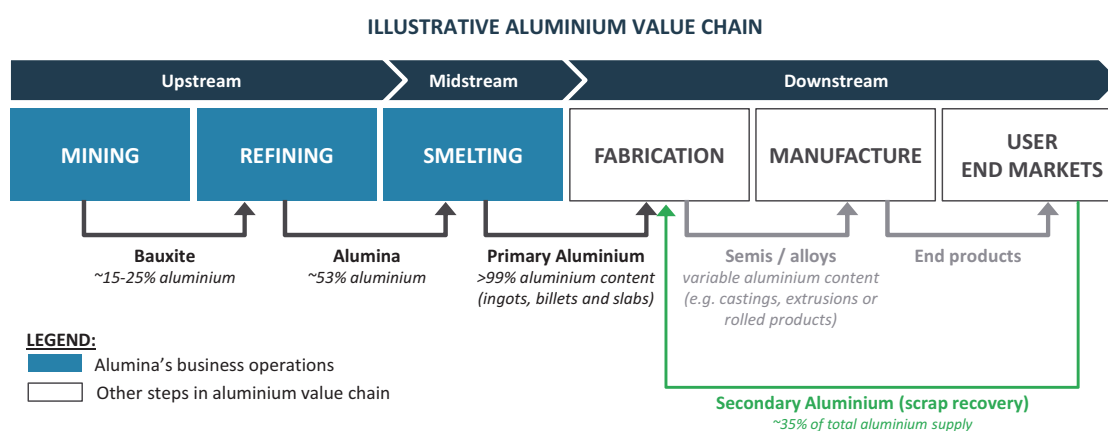 ILLUSTRATIVE ALUMINIUM VALUE CHAIN
Upstream
Midstream
Downstream
MINING
REFINING
SMELTING
FABRICATION
MANUFACTURE
USER
END MARKETS
Bauxite
~15-25% aluminium
Alumina
~53% aluminium
Primary Aluminium
>99% aluminium content
(ingots, billets and slabs)
Semis / alloys
variable aluminium content
(e.g. castings, extrusions or
rolled products)
End products
LEGEND:
Alumina’s business operations
Other steps in aluminium value chain
Secondary Aluminium (scrap recovery)
~35% of total aluminium supply